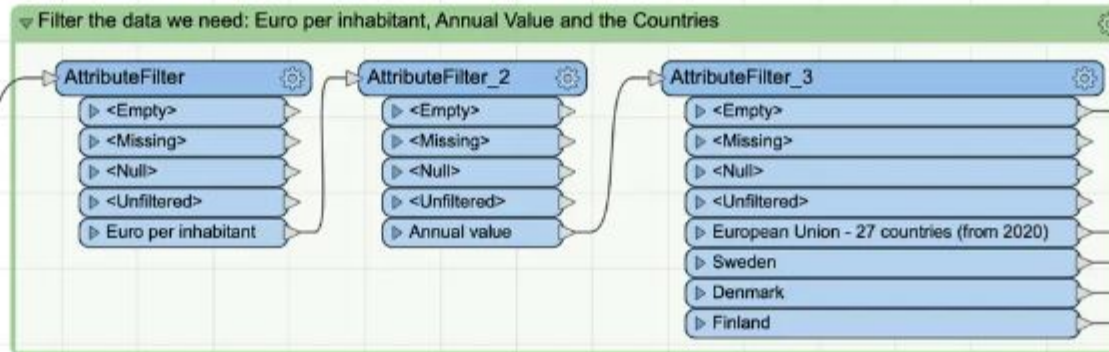 Filter the data we need: Euro per inhabitant, Annual Value and the Countries
AttributeFilter
<Empty>
<Missing>
<Null>
<Unfiltered>
Euro per inhabitant
AttributeFilter_2
<Empty>
<Missing>
<Null>
<Unfiltered>
Annual value
AttributeFilter_3
<Empty>
<Missing>
<Null>
<Unfiltered>
European Union - 27 countries (from 2020)
Sweden
Denmark
Finland